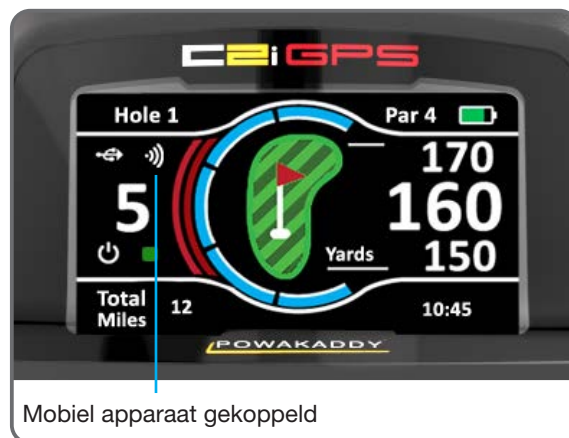 C2i GPS
Hole 1
Par 4
170
5
160
Yards
150
Total
Miles
12
10:45
POWAKADDY
Mobiel apparaat gekoppeld